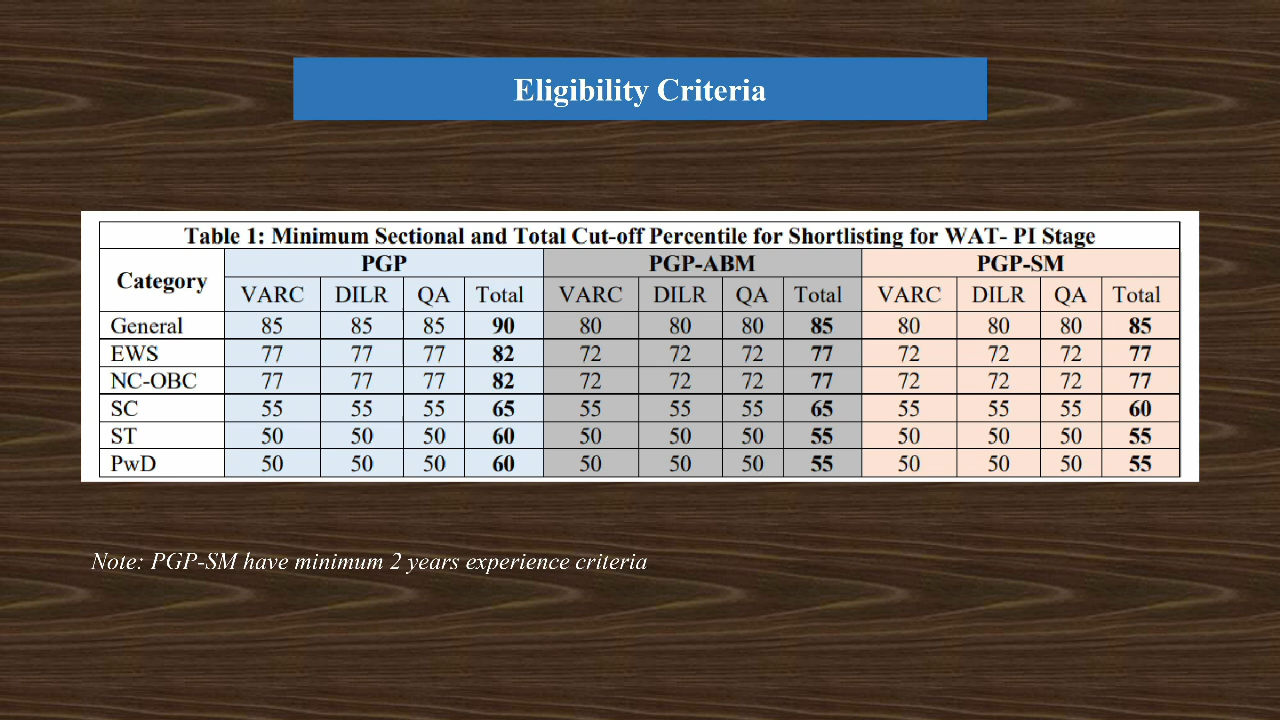 Eligibility Criteria
Table 1: Minimum Sectional and Total Cut-off Percentile for Shortlisting for WAT- PI Stage
Category PGP PGP-ABM PGP-SM
VARC DILR QA Total VARC DILR QA Total VARC DILR QA Total
General 85 85 85 90 80 80 80 85 80 80 80 85
EWS 77 77 77 82 72 72 72 77 72 72 72 77
NC-OBC 77 77 77 82 72 72 72 77 72 72 72 77
SC 55 55 55 65 55 55 55 65 55 55 55 60
ST 50 50 50 60 50 50 50 55 50 50 50 55
PwD 50 50 50 60 50 50 50 55 50 50 50 55
Note: PGP-SM have minimum 2 years experience criteria